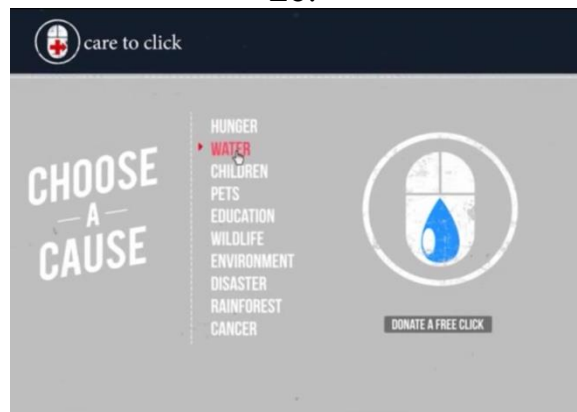 care to click
CHOOSE
A
CAUSE
HUNGER
WATER
CHILDREN
PETS
EDUCATION
WILDLIFE
ENVIRONMENT
DISASTER
RAINFOREST
CANCER
DONATE A FREE CLICK